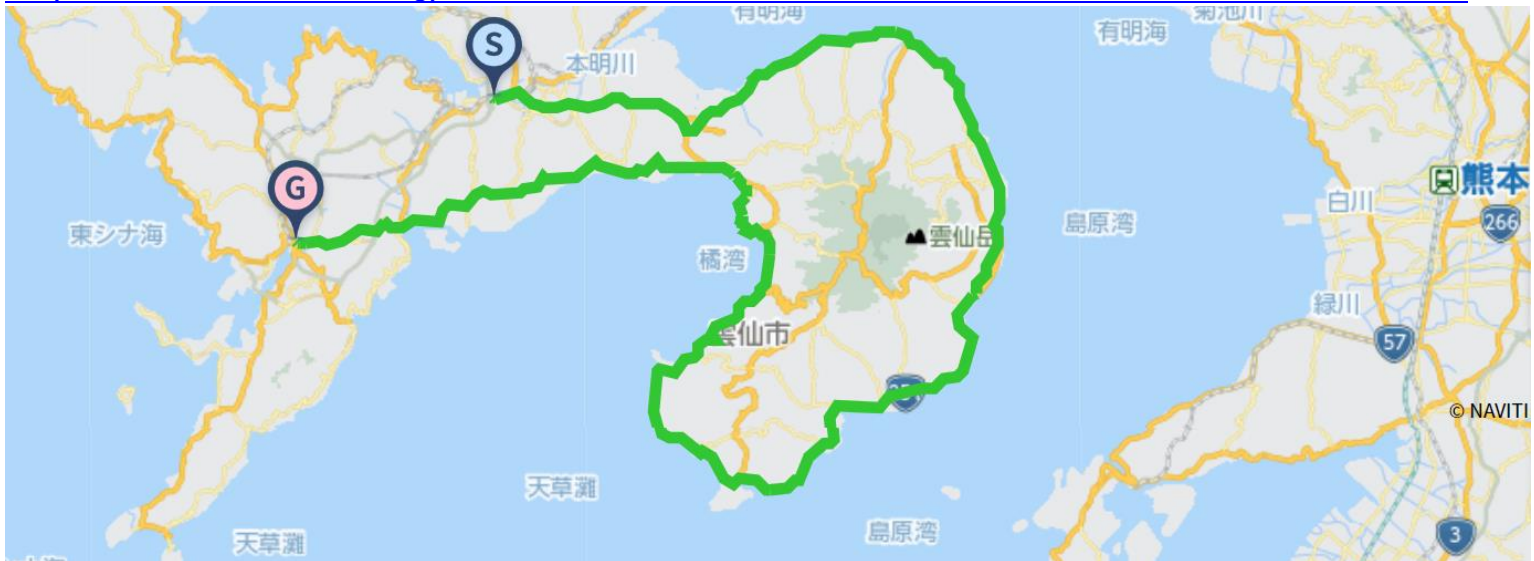 有明海
有明海
菊池川
S
本明川
G
熊本
白川
266
東シナ海
島原湾
雲仙岳
橘湾
緑川
雲仙市
57
© NAVITI
天草灘
島原湾
天草灘
3